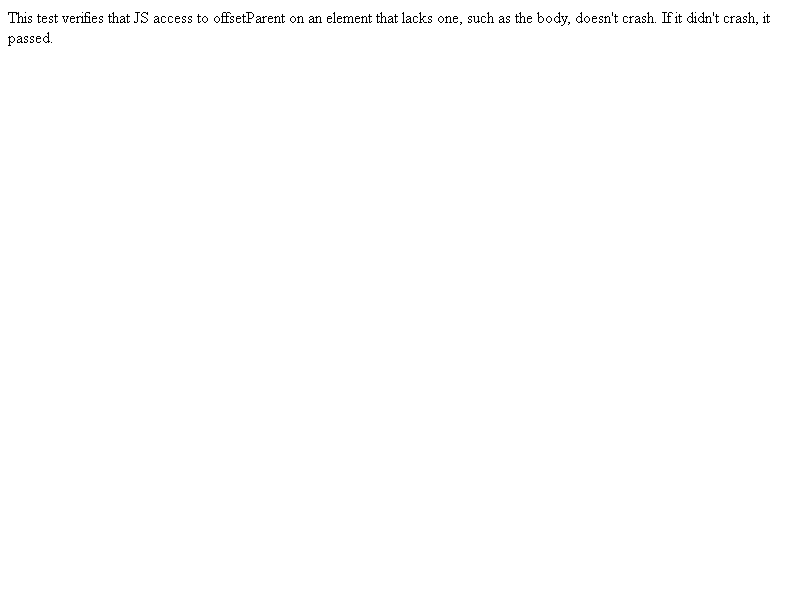 This test verifies that JS access to offsetParent on an element that lacks one, such as the body, doesn't crash. If it didn't crash, it
passed.